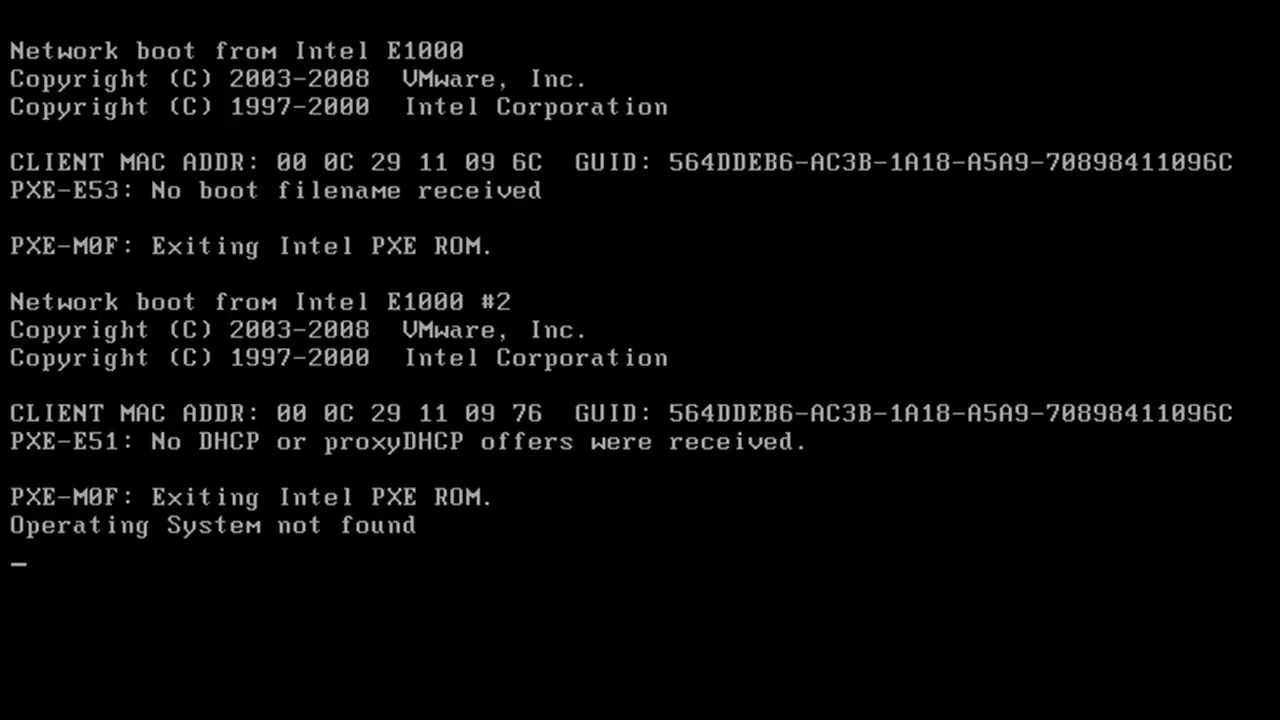 Network boot from Intel E1000
Copyright (C) 2003-2008  VMware, Inc.
Copyright (C) 1997-2000  Intel Corporation
CLIENT MAC ADDR: 00 0C 29 11 09 6C  GUID: 564DDEB6-AC3B-1A18-A5A9-70898411096C
PXE-E53: No boot filename received
PXE-M0F: Exiting Intel PXE ROM.
Network boot from Intel E1000 #2
Copyright (C) 2003-2008  VMware, Inc.
Copyright (C) 1997-2000  Intel Corporation
CLIENT MAC ADDR: 00 0C 29 11 09 76  GUID: 564DDEB6-AC3B-1A18-A5A9-70898411096C
PXE-E51: No DHCP or proxyDHCP offers were received.
PXE-M0F: Exiting Intel PXE ROM.
Operating System not found
_